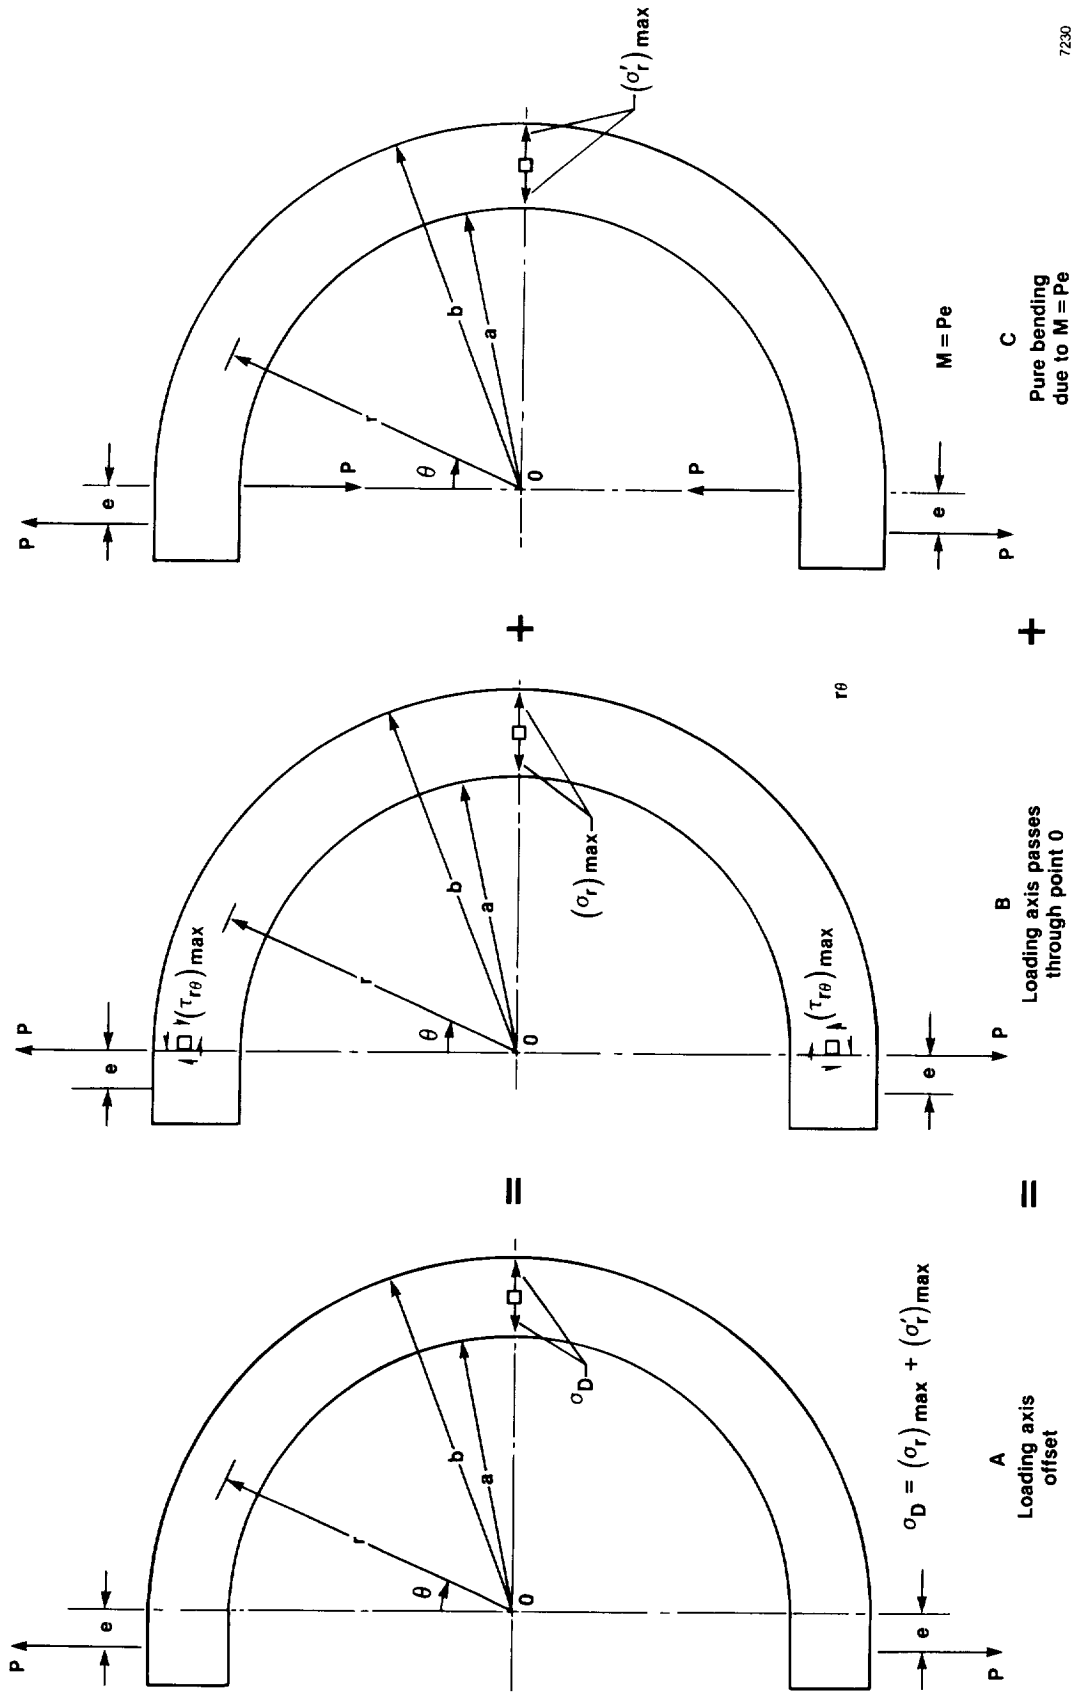 P
e
θ
r
b
a
0
σD
e
P
σD = (σr)max + (σ'r)max
A
Loading axis
offset
=
=
P
e
(τrθ)max
θ
r
b
a
0
(σr)max
(τrθ)max
e
P
rθ
B
Loading axis passes
through point 0
+
+
P
e
P
θ
r
b
a
0
(σ'r)max
P
e
P
M = Pe
C
Pure bending
due to M = Pe
7230